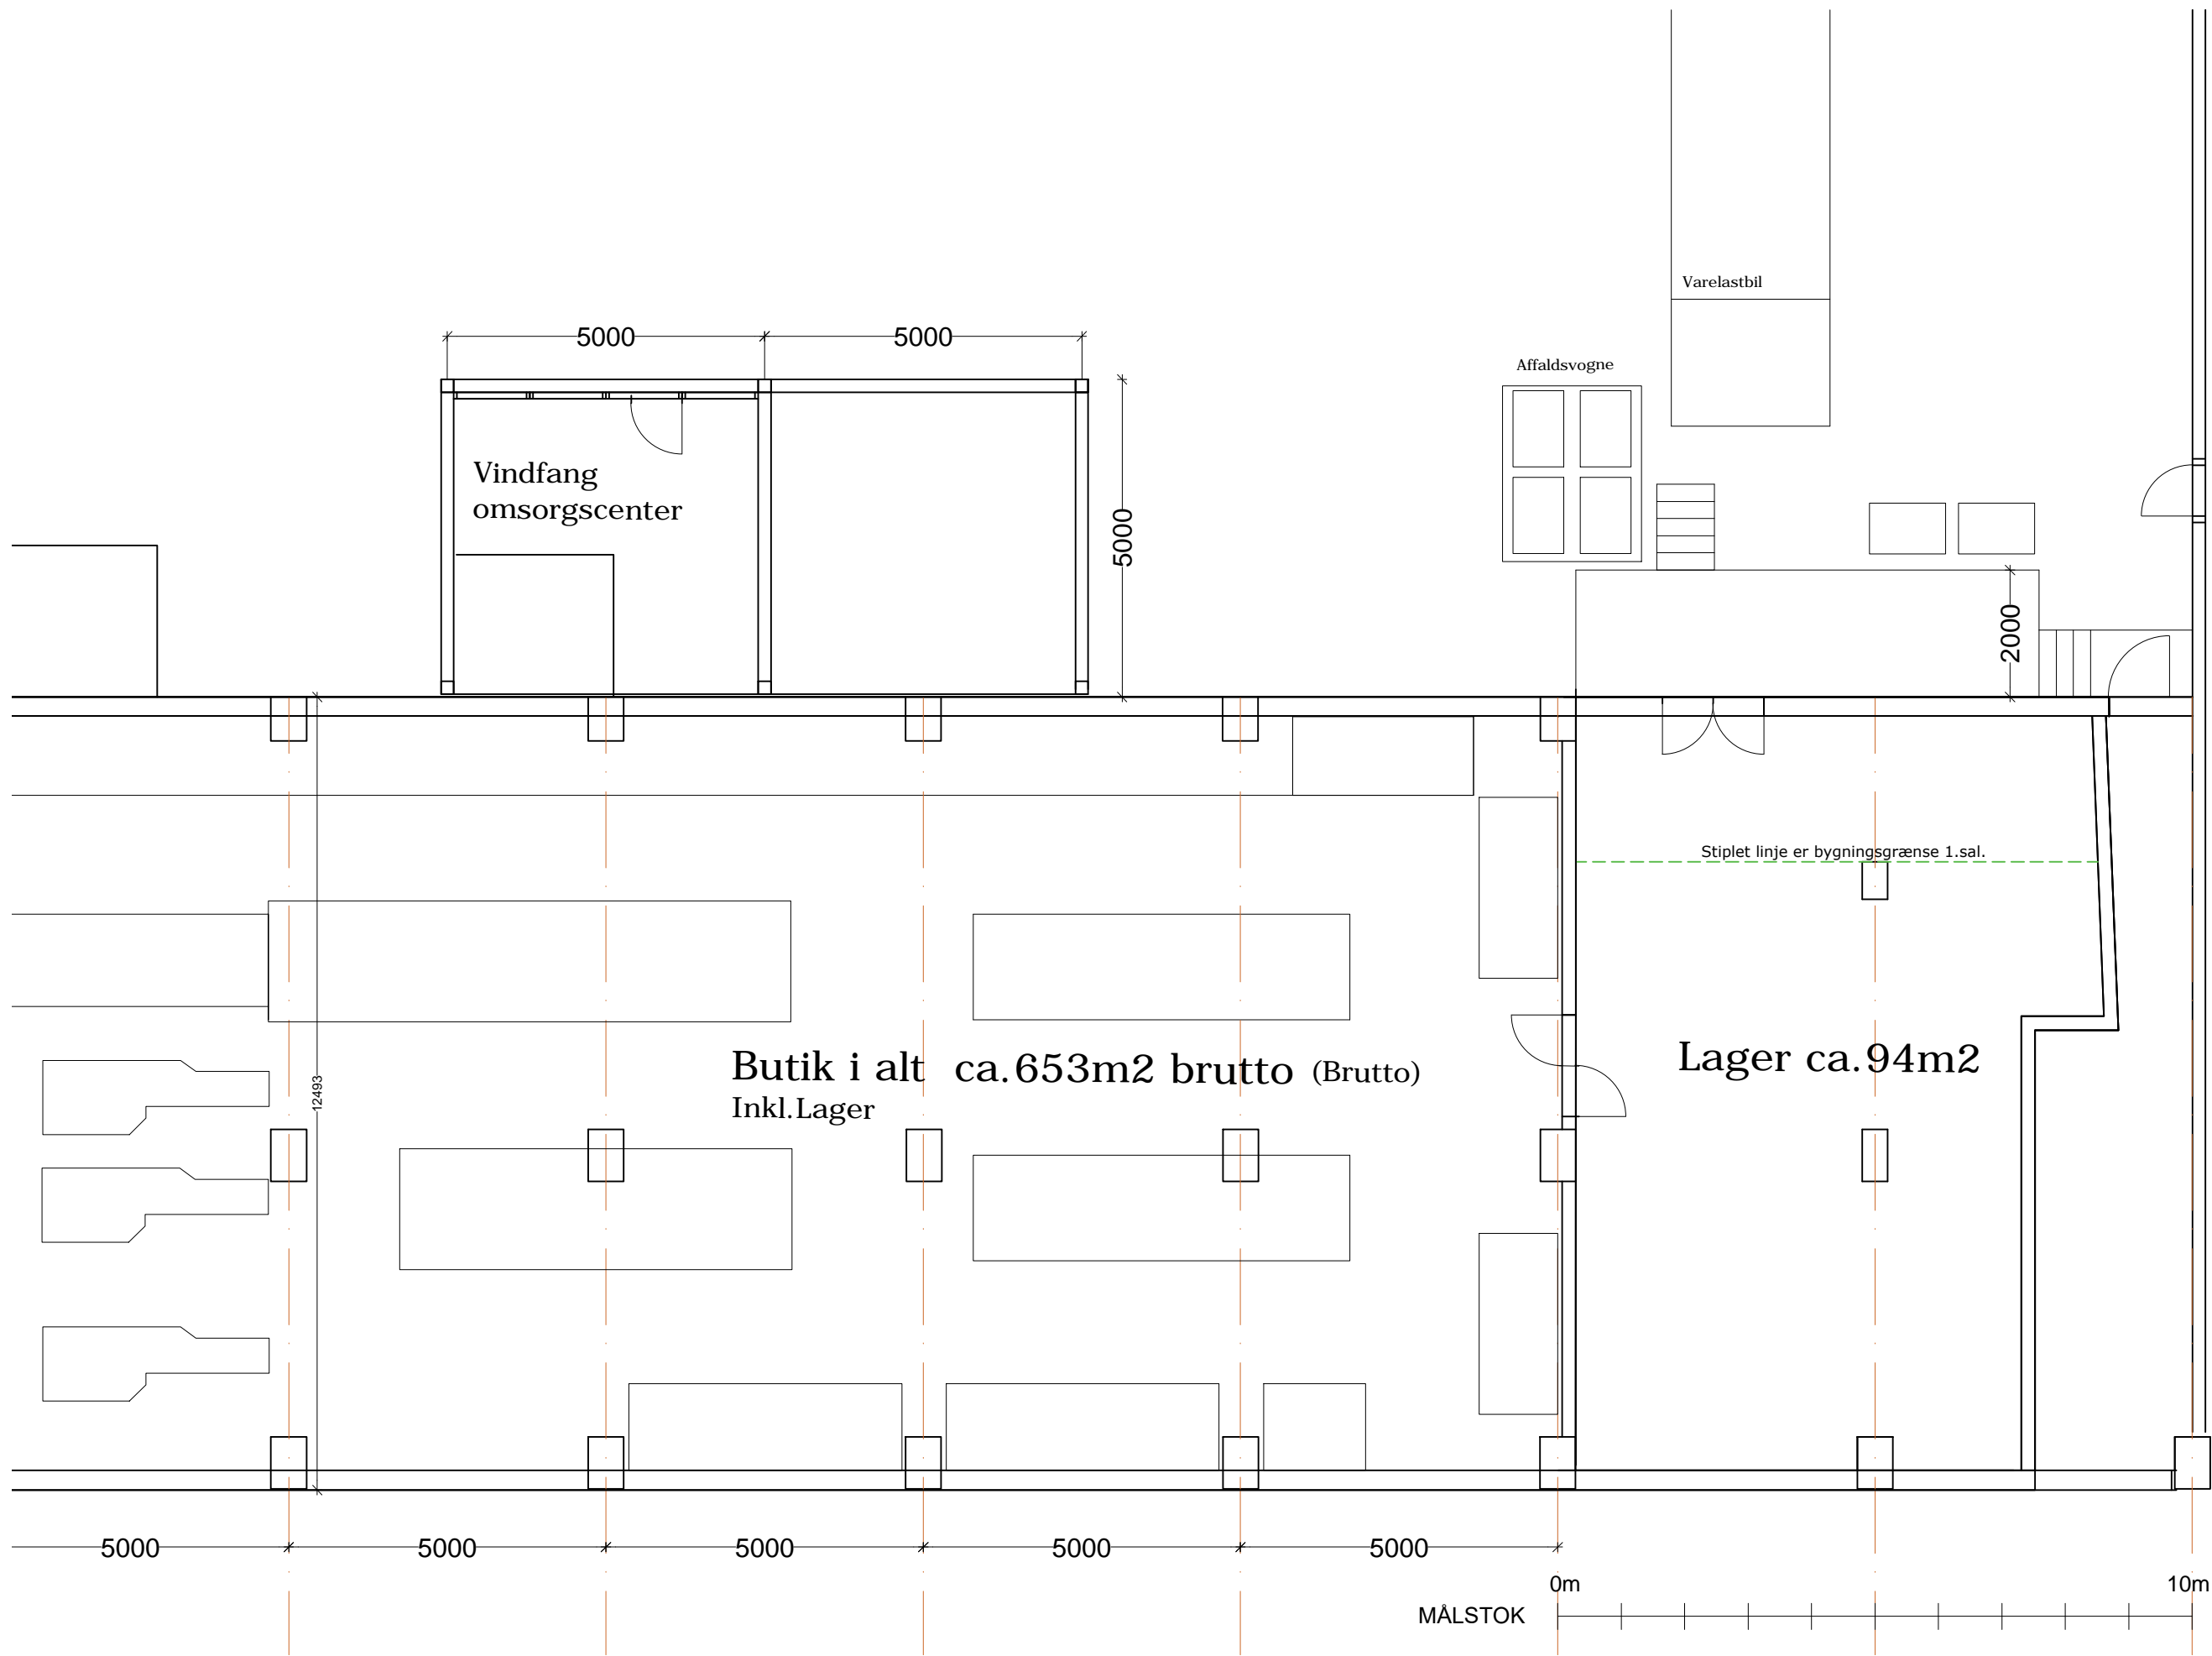 Varelastbil
5000
5000
Affaldsvogne
Vindfang
omsorgscenter
5000
2000
Stiplet linje er bygningsgrænse 1.sal.
Butik i alt ca.653m2 brutto (Brutto)
Inkl.Lager
Lager ca.94m2
12493
5000
5000
5000
5000
5000
0m
10m
MÅLSTOK